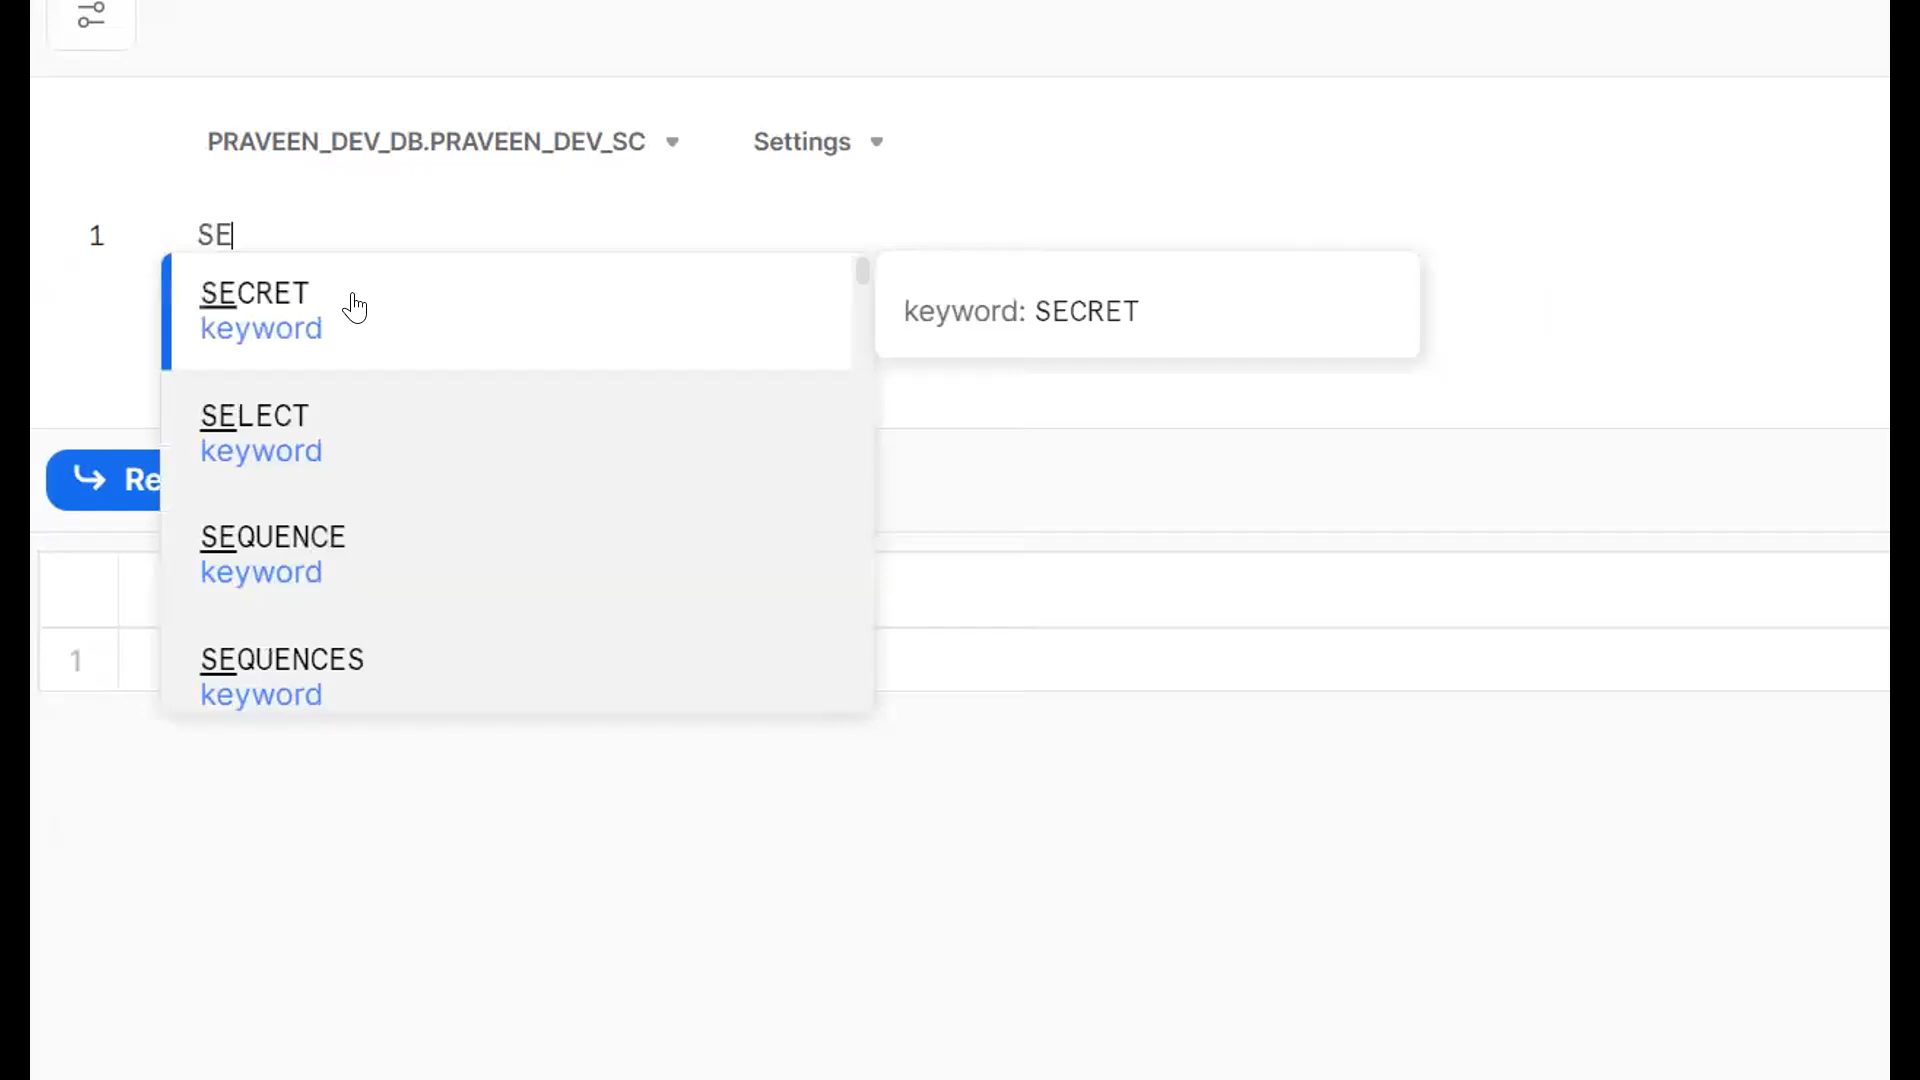 PRAVEEN_DEV_DB.PRAVEEN_DEV_SC Settings
1 SE
SECRET
keyword
keyword: SECRET
SELECT
keyword
Re
SEQUENCE
keyword
1
SEQUENCES
keyword